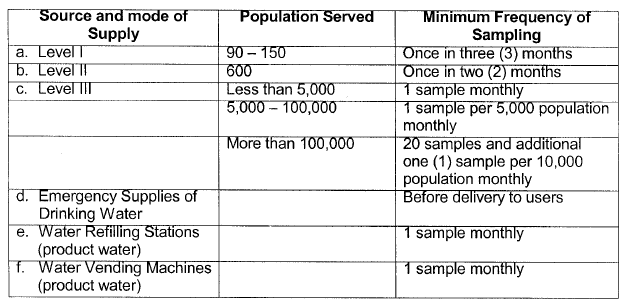 Source and mode of Supply | Population Served | Minimum Frequency of Sampling
a. Level I | 90 – 150 | Once in three (3) months
b. Level II | 600 | Once in two (2) months
c. Level III | Less than 5,000 | 1 sample monthly
5,000 – 100,000 | 1 sample per 5,000 population monthly
More than 100,000 | 20 samples and additional one (1) sample per 10,000 population monthly
d. Emergency Supplies of Drinking Water | Before delivery to users
e. Water Refilling Stations (product water) | 1 sample monthly
f. Water Vending Machines (product water) | 1 sample monthly